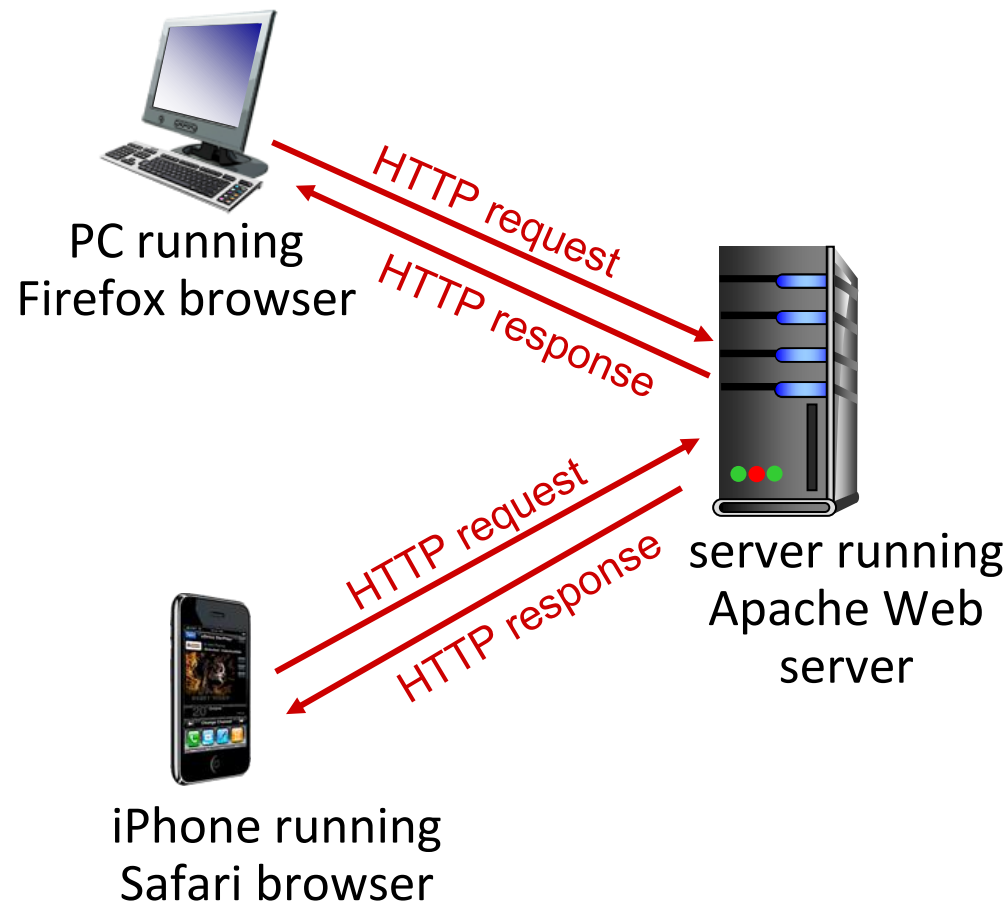 HTTP request
HTTP response
PC running
Firefox browser
HTTP request
HTTP response
server running
Apache Web
server
iPhone running
Safari browser